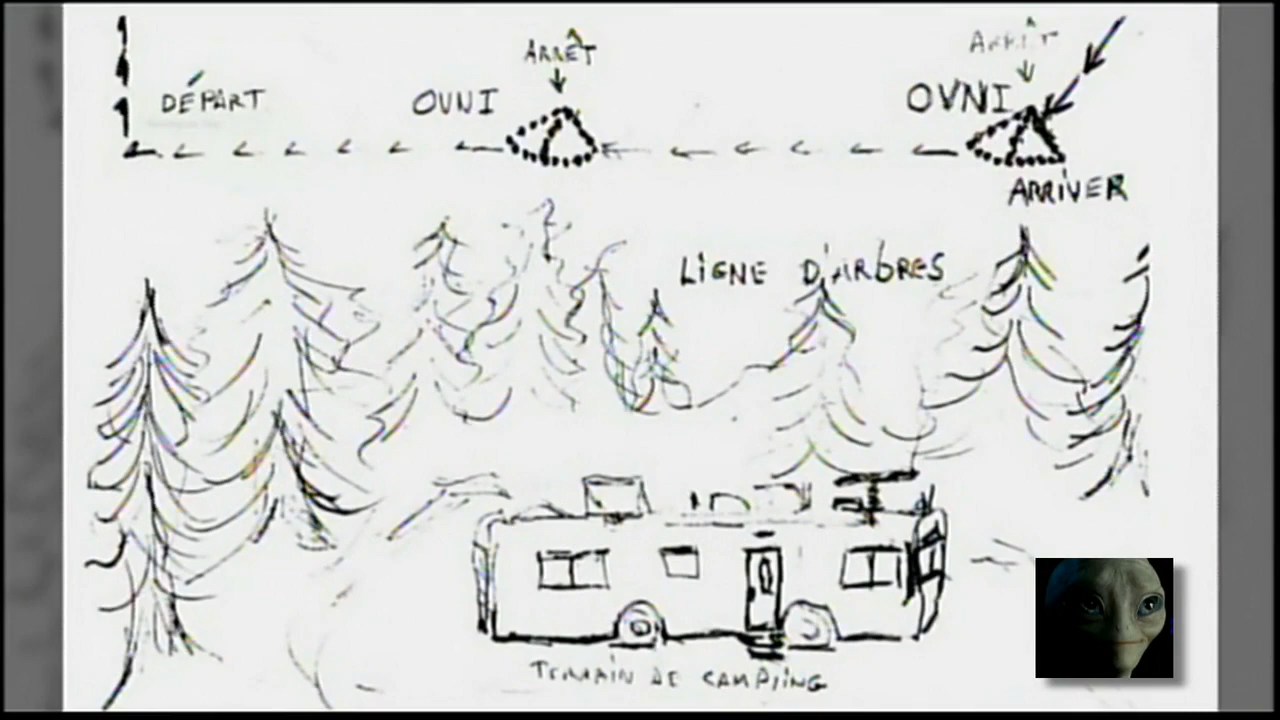 ARRÊT
ARRÊT
DÉPART
OVNI
OVNI
ARRIVER
LIGNE D'ARBRES
TERRAIN DE CAMPING